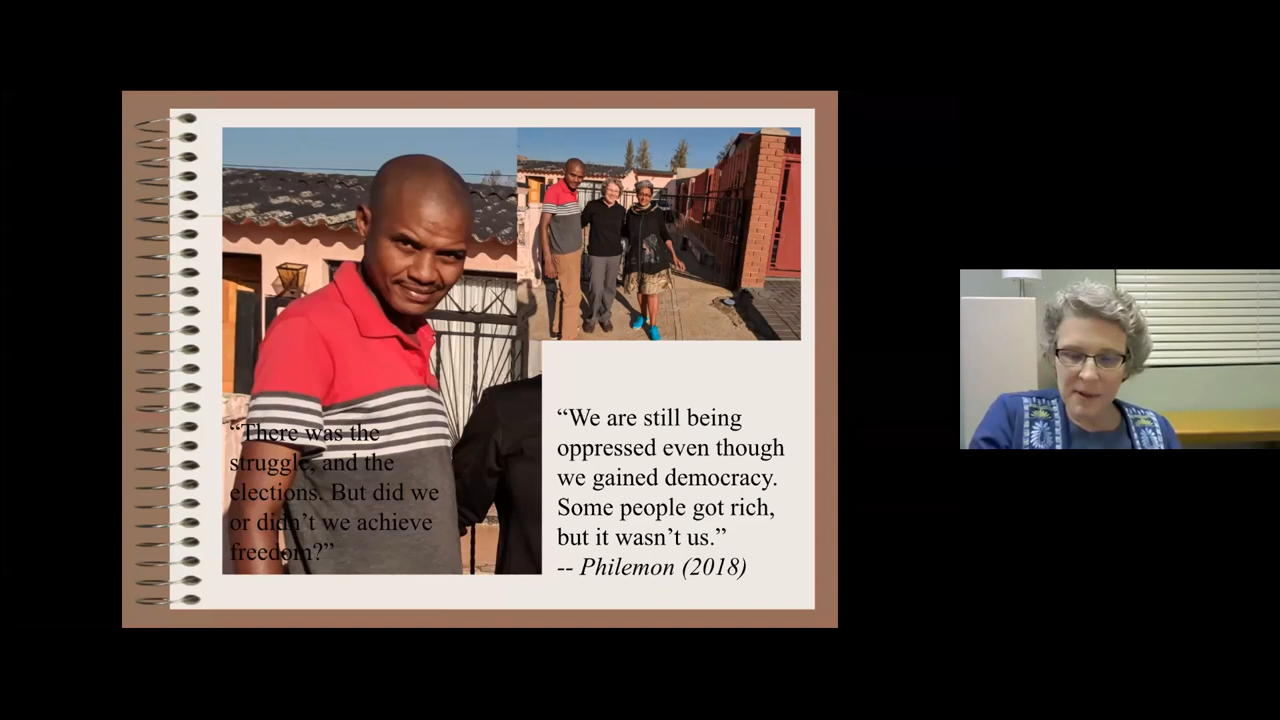 “There was the
struggle, and the
elections. But did we
or didn’t we achieve
freedom?”
“We are still being
oppressed even though
we gained democracy.
Some people got rich,
but it wasn’t us.”
-- Philemon (2018)